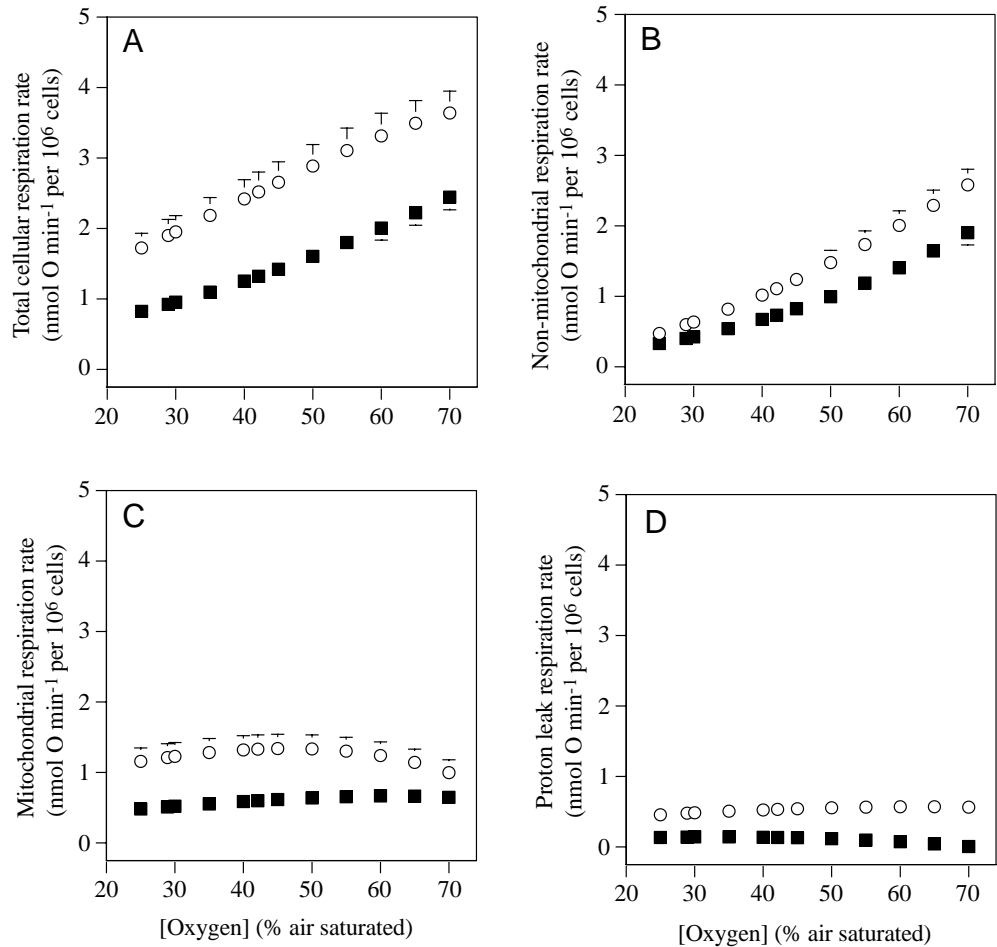 A
Total cellular respiration rate
(nmol O min-1 per 10⁶ cells)
5
4
3
2
1
0
20 30 40 50 60 70
B
Non-mitochondrial respiration rate
(nmol O min-1 per 10⁶ cells)
5
4
3
2
1
0
20 30 40 50 60 70
C
Mitochondrial respiration rate
(nmol O min-1 per 10⁶ cells)
5
4
3
2
1
0
20 30 40 50 60 70
[Oxygen] (% air saturated)
D
Proton leak respiration rate
(nmol O min-1 per 10⁶ cells)
5
4
3
2
1
0
20 30 40 50 60 70
[Oxygen] (% air saturated)